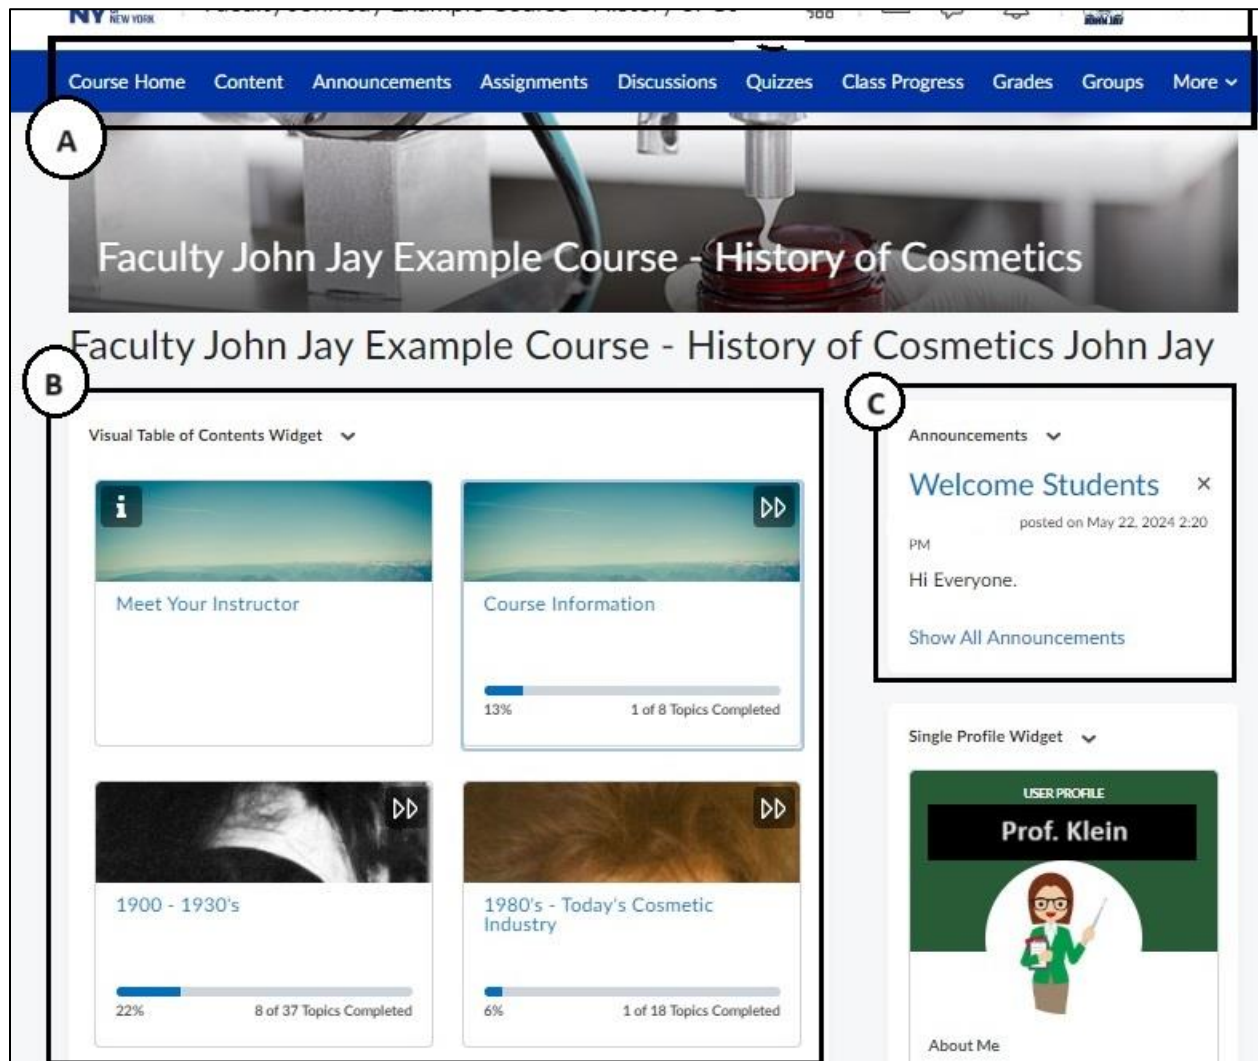 NY OF NEW YORK
Course Home Content Announcements Assignments Discussions Quizzes Class Progress Grades Groups More
A
Faculty John Jay Example Course - History of Cosmetics
Faculty John Jay Example Course - History of Cosmetics John Jay
B
Visual Table of Contents Widget
i
Meet Your Instructor
Course Information
13% 1 of 8 Topics Completed
1900 - 1930's
22% 8 of 37 Topics Completed
1980's - Today's Cosmetic
Industry
6% 1 of 18 Topics Completed
C
Announcements
Welcome Students ×
posted on May 22, 2024 2:20
PM
Hi Everyone.
Show All Announcements
Single Profile Widget
USER PROFILE
Prof. Klein
About Me